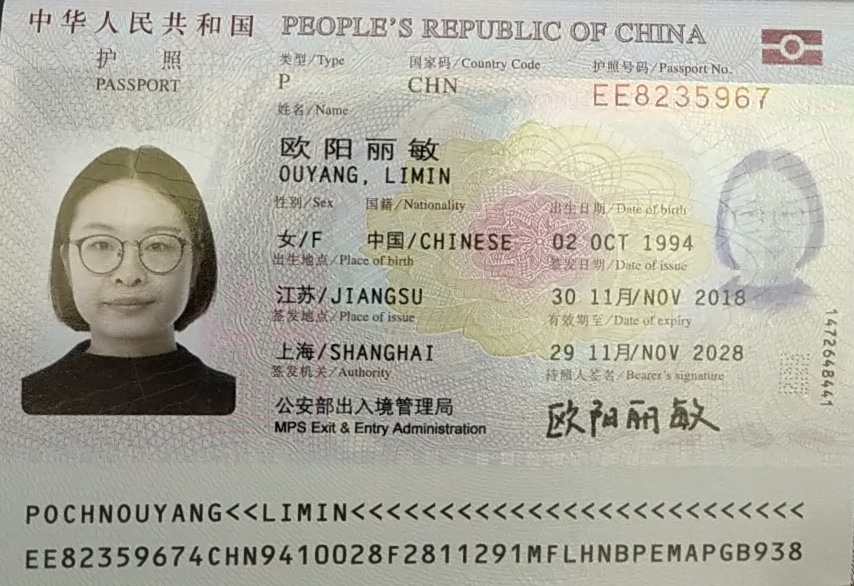 中华人民共和国 PEOPLE'S REPUBLIC OF CHINA
护照
PASSPORT
类型/Type 国家码/Country Code 护照号码/Passport No.
P CHN EE8235967
姓名/Name
欧阳丽敏
OUYANG, LIMIN
性别/Sex 国籍/Nationality 出生日期/Date of birth
女/F 中国/CHINESE 02 OCT 1994
出生地点/Place of birth 签发日期/Date of issue
江苏/JIANGSU 30 11月/NOV 2018
签发地点/Place of issue 有效期至/Date of expiry
上海/SHANGHAI 29 11月/NOV 2028
签发机关/Authority 持照人签名/Bearer's signature
公安部出入境管理局 欧阳丽敏
MPS Exit & Entry Administration
1472648441
POCHNOUYANG<<LIMIN<<<<<<<<<<<<<<<<<<<<<<<<<<
EE82359674CHN9410028F2811291MFLHNBPEMAPGB938